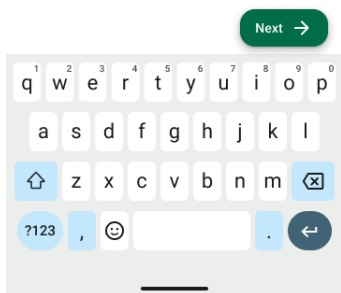 Next
1 2 3 4 5 6 7 8 9 0
q w e r t y u i o p
a s d f g h j k l
z x c v b n m
?123 , .